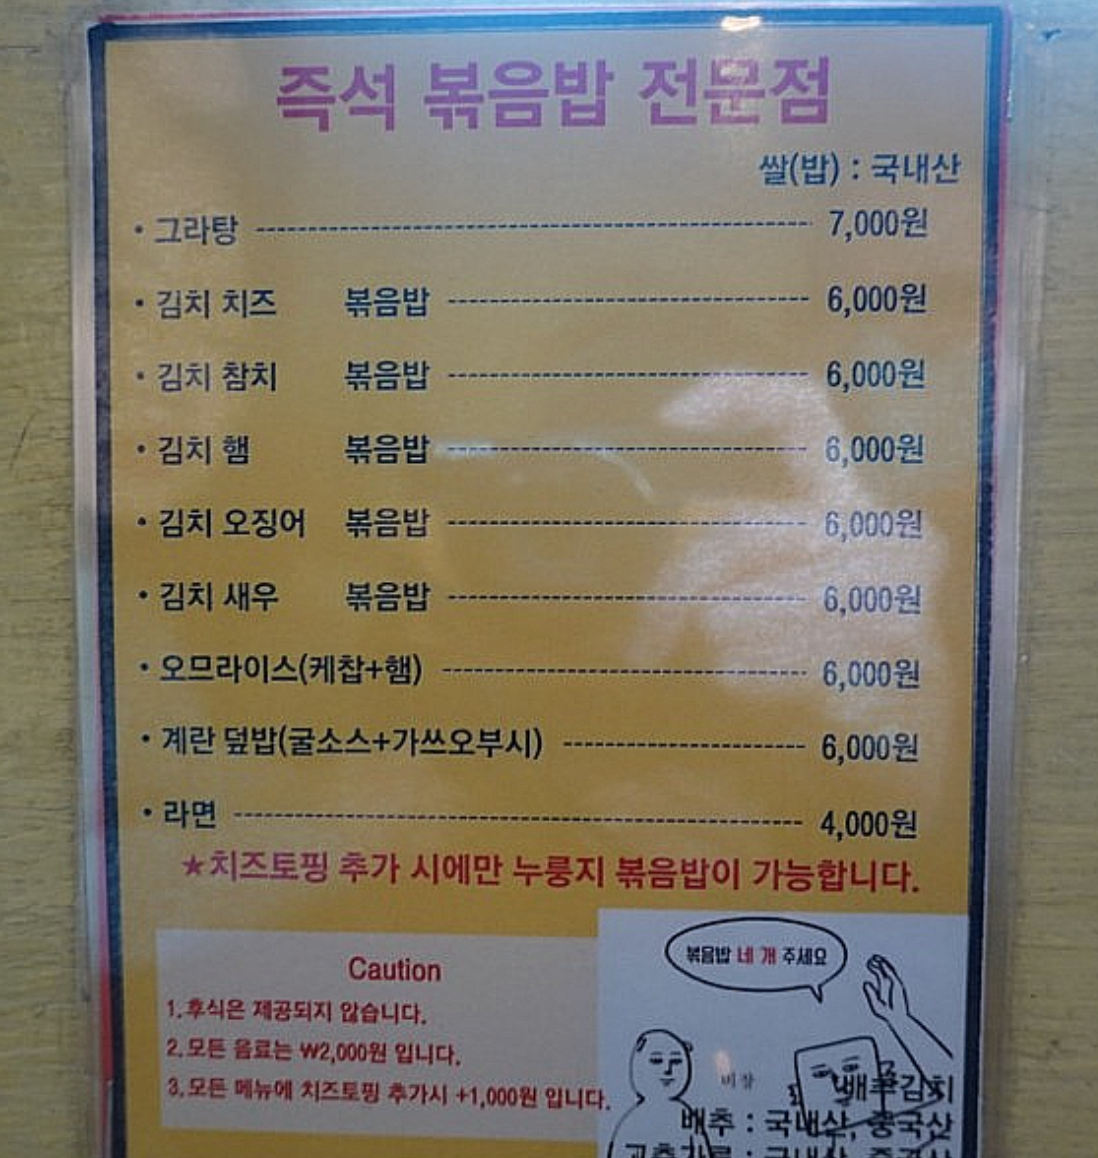 즉석 볶음밥 전문점
쌀(밥) : 국내산
• 그라탕 ---------- 7,000원
• 김치 치즈 볶음밥 ---------- 6,000원
• 김치 참치 볶음밥 ---------- 6,000원
• 김치 햄 볶음밥 ---------- 6,000원
• 김치 오징어 볶음밥 ---------- 6,000원
• 김치 새우 볶음밥 ---------- 6,000원
• 오므라이스(케찹+햄) ---------- 6,000원
• 계란 덮밥(굴소스+가쓰오부시) ---------- 6,000원
• 라면 ---------- 4,000원
★치즈토핑 추가 시에만 누룽지 볶음밥이 가능합니다.
Caution
1. 후식은 제공되지 않습니다.
2. 모든 음료는 ₩2,000원 입니다.
3. 모든 메뉴에 치즈토핑 추가시 +1,000원 입니다.
볶음밥 네 개 주세요
배추김치
배추 : 국내산, 중국산